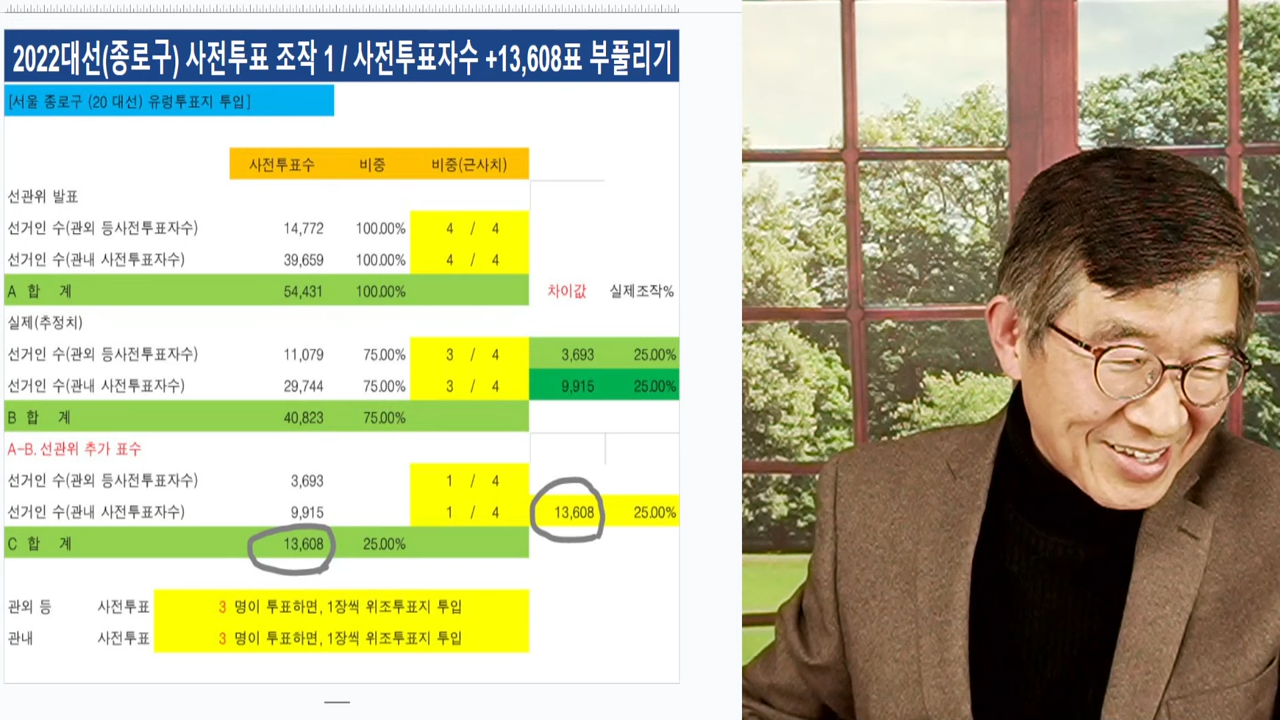 2022대선(종로구) 사전투표 조작 1 / 사전투표자수 +13,608표 부풀리기
[서울 종로구 (20 대선) 유령투표지 투입]
사전투표수 비중 비중(근사치)
선관위 발표
선거인 수(관외 등사전투표자수) 14,772 100.00% 4 / 4
선거인 수(관내 사전투표자수) 39,659 100.00% 4 / 4
A 합 계 54,431 100.00% 차이값 실제조작%
실제(추정치)
선거인 수(관외 등사전투표자수) 11,079 75.00% 3 / 4 3,693 25.00%
선거인 수(관내 사전투표자수) 29,744 75.00% 3 / 4 9,915 25.00%
B 합 계 40,823 75.00%
A-B. 선관위 추가 표수
선거인 수(관외 등사전투표자수) 3,693 1 / 4
선거인 수(관내 사전투표자수) 9,915 1 / 4 13,608 25.00%
C 합 계 13,608 25.00%
관외 등 사전투표 3 명이 투표하면, 1장씩 위조투표지 투입
관내 사전투표 3 명이 투표하면, 1장씩 위조투표지 투입